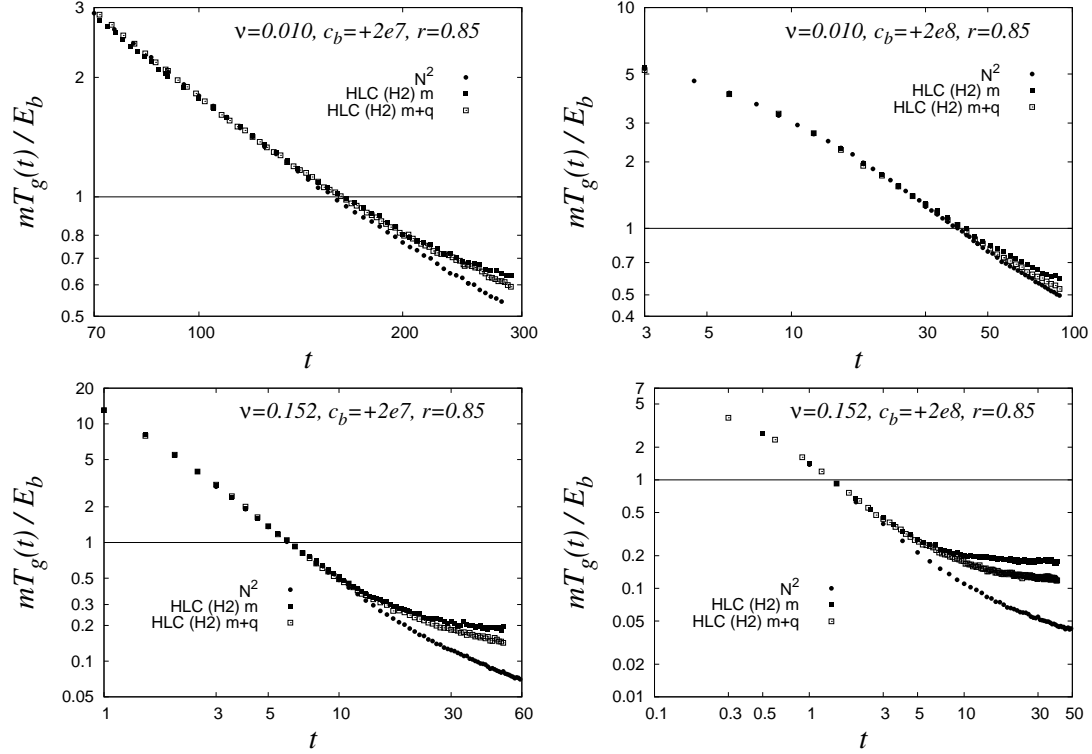 ν=0.010, c_b=+2e7, r=0.85
N²
HLC (H2) m
HLC (H2) m+q
mT_g(t) / E_b
3
2
1
0.8
0.7
0.6
0.5
70 100 200 300
t
ν=0.010, c_b=+2e8, r=0.85
N²
HLC (H2) m
HLC (H2) m+q
mT_g(t) / E_b
10
5
3
2
1
0.7
0.5
0.4
3 5 10 30 50 100
t
ν=0.152, c_b=+2e7, r=0.85
N²
HLC (H2) m
HLC (H2) m+q
mT_g(t) / E_b
20
10
5
2
1
0.5
0.3
0.2
0.1
0.05
1 3 5 10 30 60
t
ν=0.152, c_b=+2e8, r=0.85
N²
HLC (H2) m
HLC (H2) m+q
mT_g(t) / E_b
7
5
2
1
0.5
0.2
0.1
0.05
0.02
0.01
0.1 0.3 0.5 1 3 5 10 30 50
t